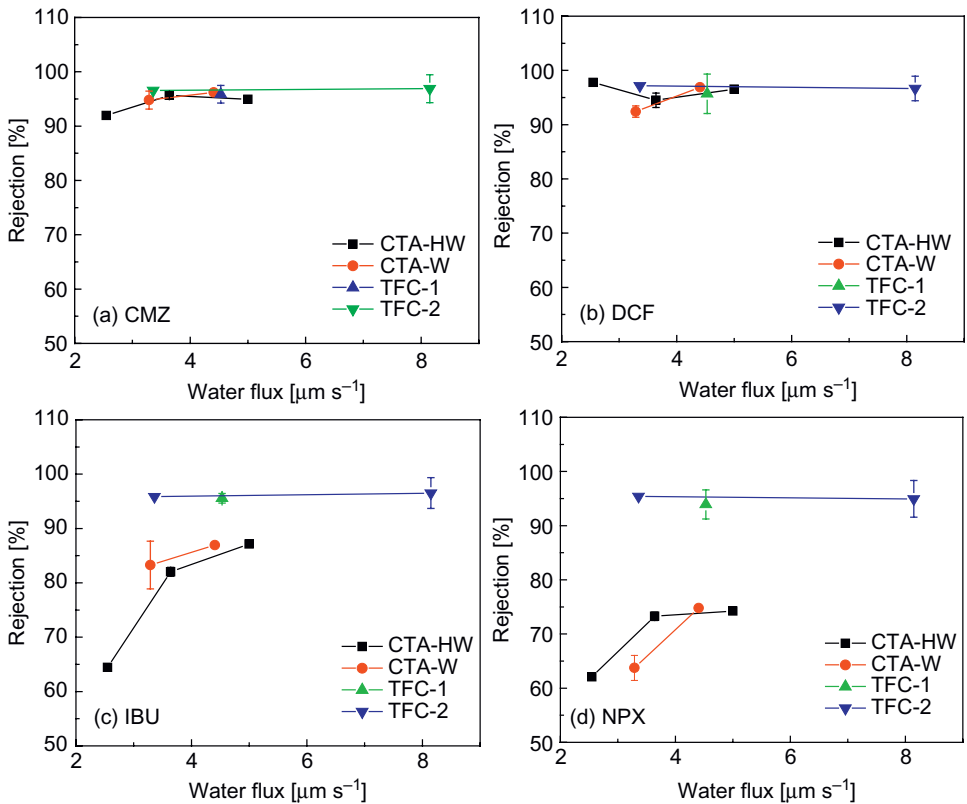 110
100
90
80
70
60
50
Rejection [%]
2
4
6
8
Water flux [μm s⁻¹]
CTA-HW
CTA-W
TFC-1
TFC-2
(a) CMZ
110
100
90
80
70
60
50
Rejection [%]
2
4
6
8
Water flux [μm s⁻¹]
CTA-HW
CTA-W
TFC-1
TFC-2
(b) DCF
110
100
90
80
70
60
50
Rejection [%]
2
4
6
8
Water flux [μm s⁻¹]
CTA-HW
CTA-W
TFC-1
TFC-2
(c) IBU
110
100
90
80
70
60
50
Rejection [%]
2
4
6
8
Water flux [μm s⁻¹]
CTA-HW
CTA-W
TFC-1
TFC-2
(d) NPX